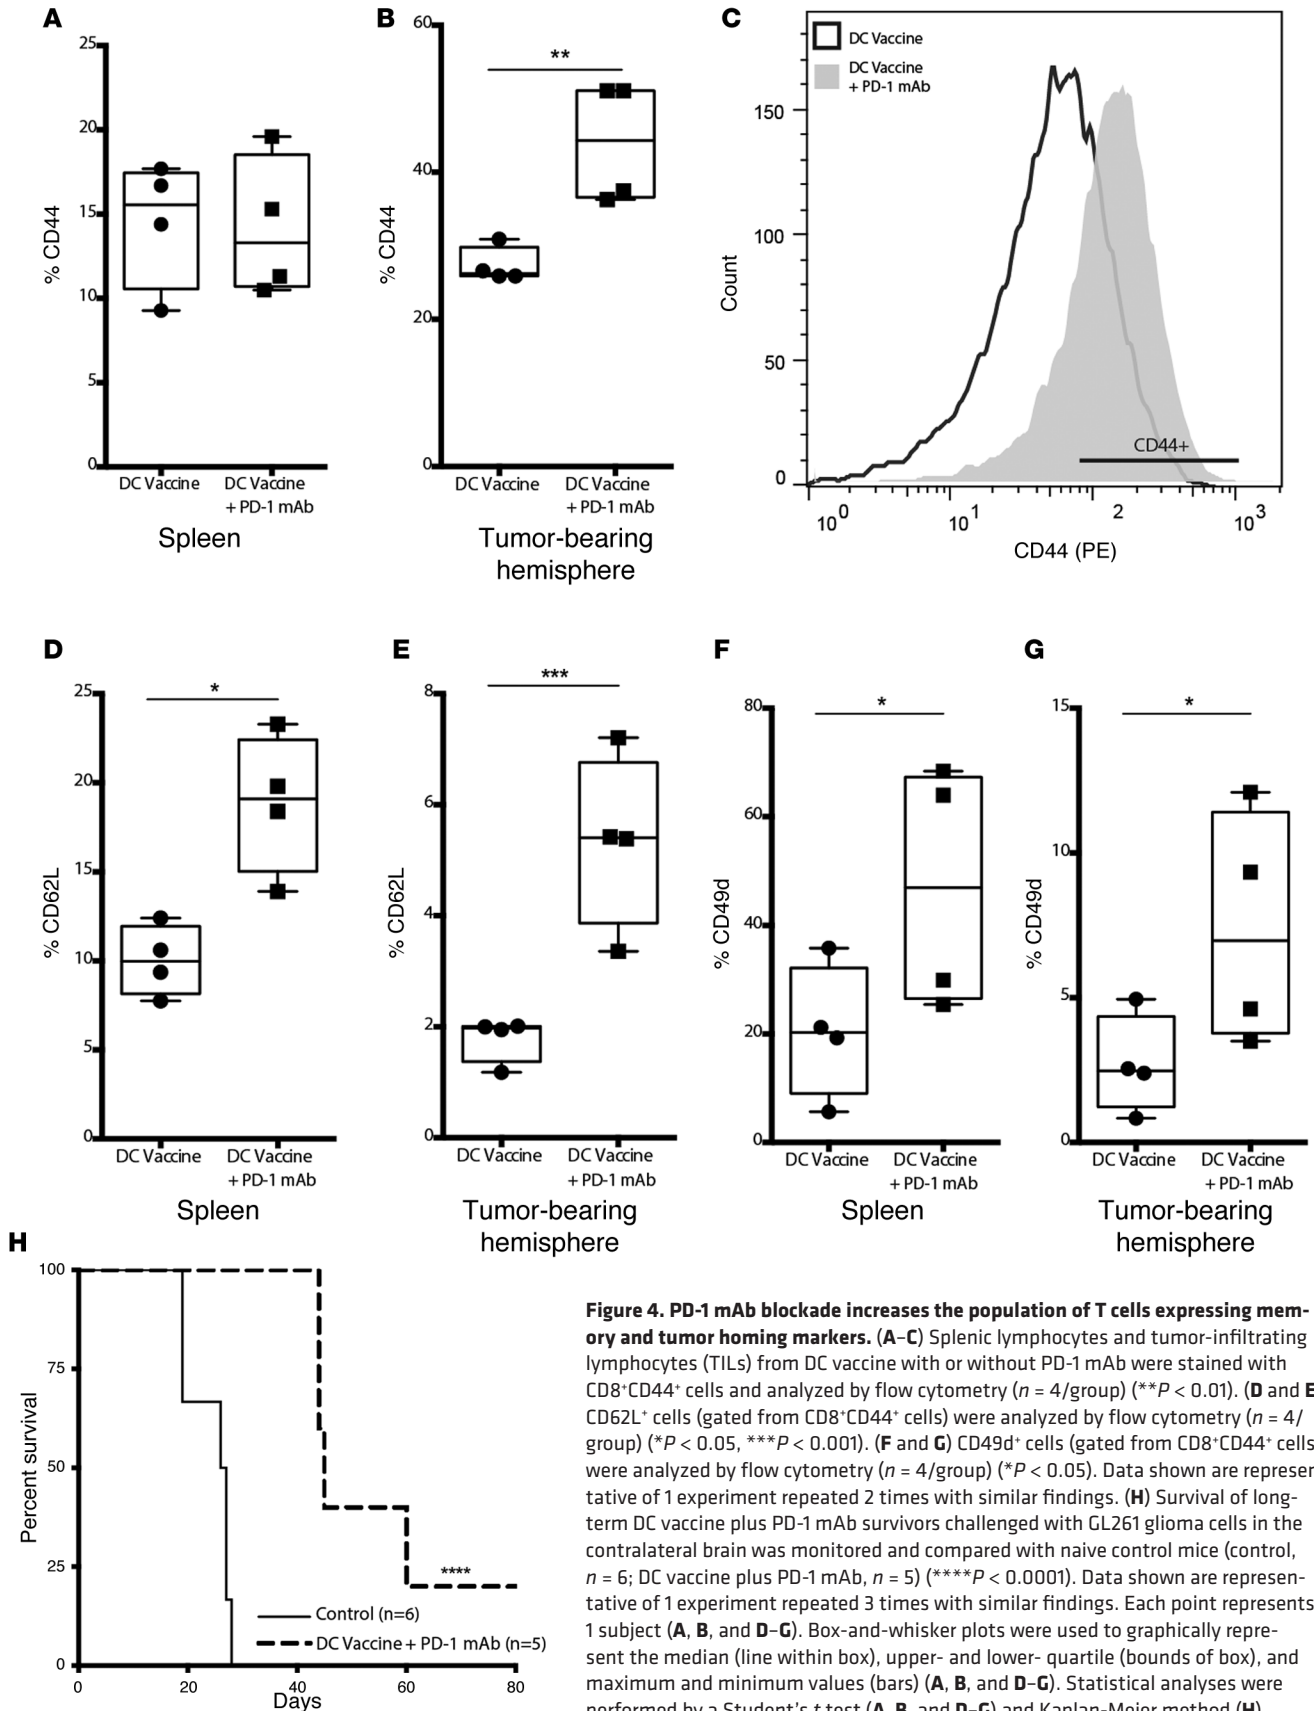 A
25
20
15
10
5
0
% CD44
DC Vaccine
DC Vaccine
+ PD-1 mAb
Spleen
B
60
40
20
0
% CD44
**
DC Vaccine
DC Vaccine
+ PD-1 mAb
Tumor-bearing
hemisphere
C
DC Vaccine
DC Vaccine
+ PD-1 mAb
150
100
50
0
Count
CD44+
10⁰
10¹
2
10³
CD44 (PE)
D
25
20
15
10
5
0
% CD62L
*
DC Vaccine
DC Vaccine
+ PD-1 mAb
Spleen
E
8
6
4
2
0
% CD62L
***
DC Vaccine
DC Vaccine
+ PD-1 mAb
Tumor-bearing
hemisphere
F
80
60
40
20
0
% CD49d
*
DC Vaccine
DC Vaccine
+ PD-1 mAb
Spleen
G
15
10
5
0
% CD49d
*
DC Vaccine
DC Vaccine
+ PD-1 mAb
Tumor-bearing
hemisphere
H
100
75
50
25
0
Percent survival
****
Control (n=6)
DC Vaccine + PD-1 mAb (n=5)
0
20
40
60
80
Days
Figure 4. PD-1 mAb blockade increases the population of T cells expressing mem-
ory and tumor homing markers. (A–C) Splenic lymphocytes and tumor-infiltrating
lymphocytes (TILs) from DC vaccine with or without PD-1 mAb were stained with
CD8⁺CD44⁺ cells and analyzed by flow cytometry (n = 4/group) (**P < 0.01). (D and E
CD62L⁺ cells (gated from CD8⁺CD44⁺ cells) were analyzed by flow cytometry (n = 4/
group) (*P < 0.05, ***P < 0.001). (F and G) CD49d⁺ cells (gated from CD8⁺CD44⁺ cells
were analyzed by flow cytometry (n = 4/group) (*P < 0.05). Data shown are represen
tative of 1 experiment repeated 2 times with similar findings. (H) Survival of long-
term DC vaccine plus PD-1 mAb survivors challenged with GL261 glioma cells in the
contralateral brain was monitored and compared with naive control mice (control,
n = 6; DC vaccine plus PD-1 mAb, n = 5) (****P < 0.0001). Data shown are represen-
tative of 1 experiment repeated 3 times with similar findings. Each point represents
1 subject (A, B, and D–G). Box-and-whisker plots were used to graphically repre-
sent the median (line within box), upper- and lower- quartile (bounds of box), and
maximum and minimum values (bars) (A, B, and D–G). Statistical analyses were
performed by a Student's t test (A, B, and D–G) and Kaplan-Meier method (H).